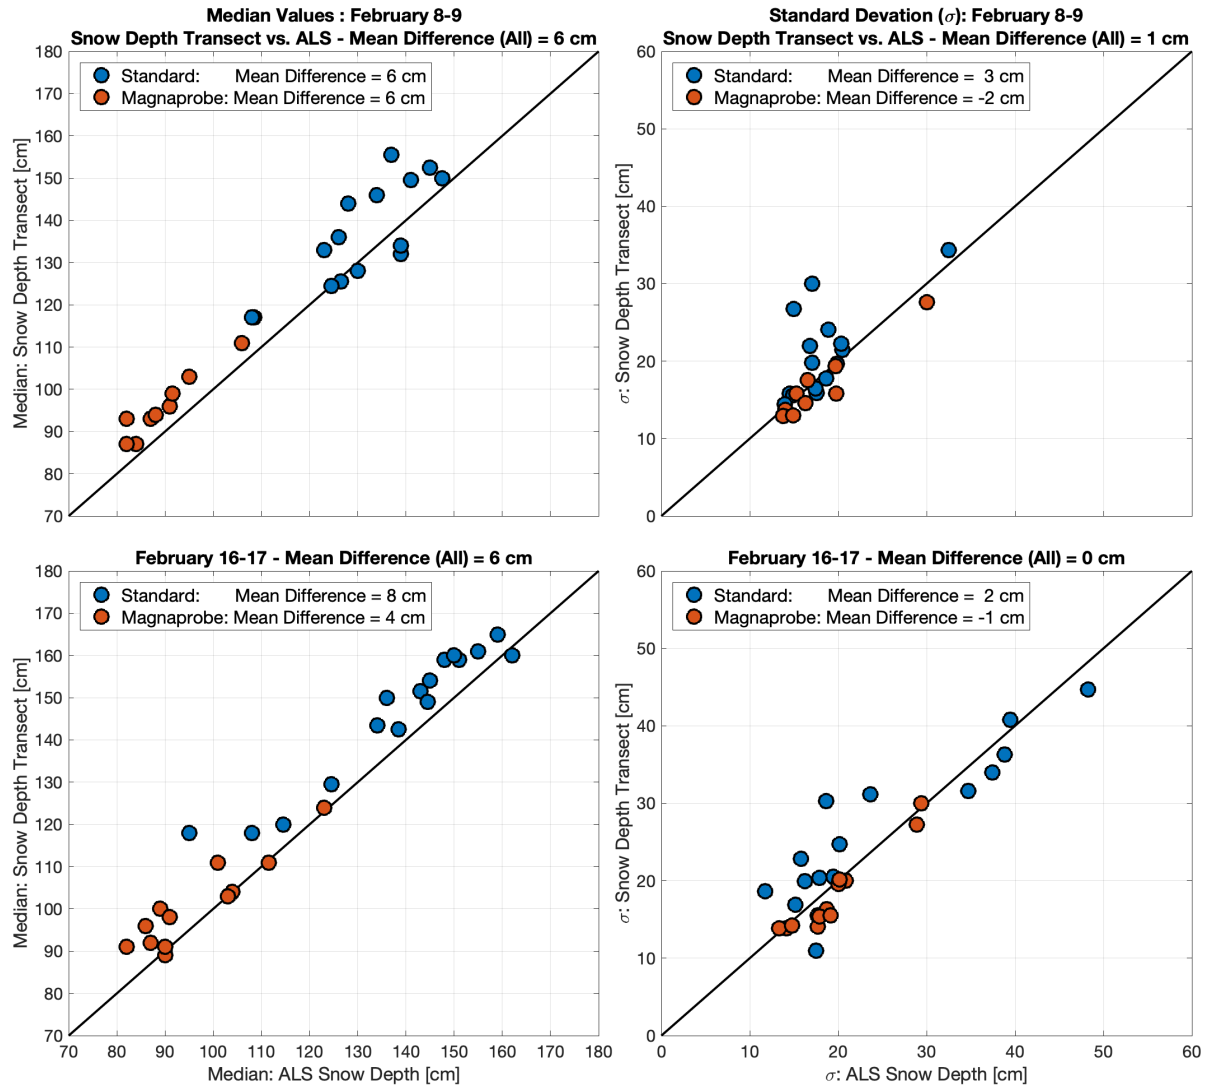 Median Values : February 8-9
Snow Depth Transect vs. ALS - Mean Difference (All) = 6 cm
Standard: Mean Difference = 6 cm
Magnaprobe: Mean Difference = 6 cm
Median: Snow Depth Transect [cm]
180
170
160
150
140
130
120
110
100
90
80
70
Standard Devation (σ): February 8-9
Snow Depth Transect vs. ALS - Mean Difference (All) = 1 cm
Standard: Mean Difference = 3 cm
Magnaprobe: Mean Difference = -2 cm
σ: Snow Depth Transect [cm]
60
50
40
30
20
10
0
February 16-17 - Mean Difference (All) = 6 cm
Standard: Mean Difference = 8 cm
Magnaprobe: Mean Difference = 4 cm
Median: Snow Depth Transect [cm]
180
170
160
150
140
130
120
110
100
90
80
70
70 80 90 100 110 120 130 140 150 160 170 180
Median: ALS Snow Depth [cm]
February 16-17 - Mean Difference (All) = 0 cm
Standard: Mean Difference = 2 cm
Magnaprobe: Mean Difference = -1 cm
σ: Snow Depth Transect [cm]
60
50
40
30
20
10
0
0 10 20 30 40 50 60
σ: ALS Snow Depth [cm]